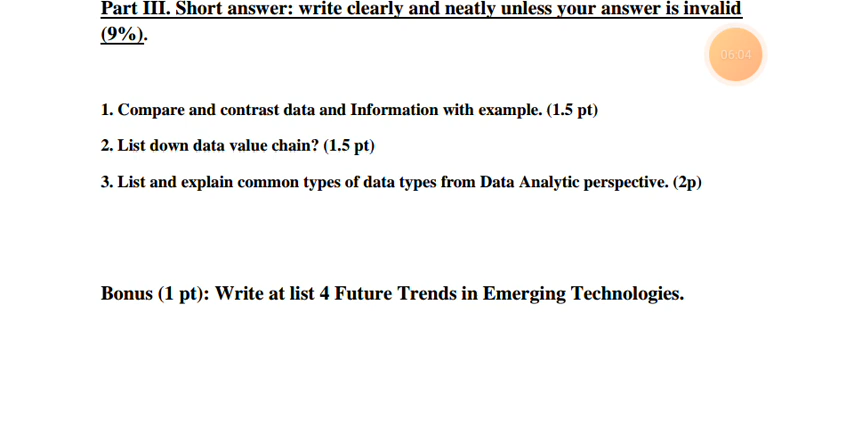 Part III. Short answer: write clearly and neatly unless your answer is invalid
(9%).
06:04
1. Compare and contrast data and Information with example. (1.5 pt)
2. List down data value chain? (1.5 pt)
3. List and explain common types of data types from Data Analytic perspective. (2p)
Bonus (1 pt): Write at list 4 Future Trends in Emerging Technologies.